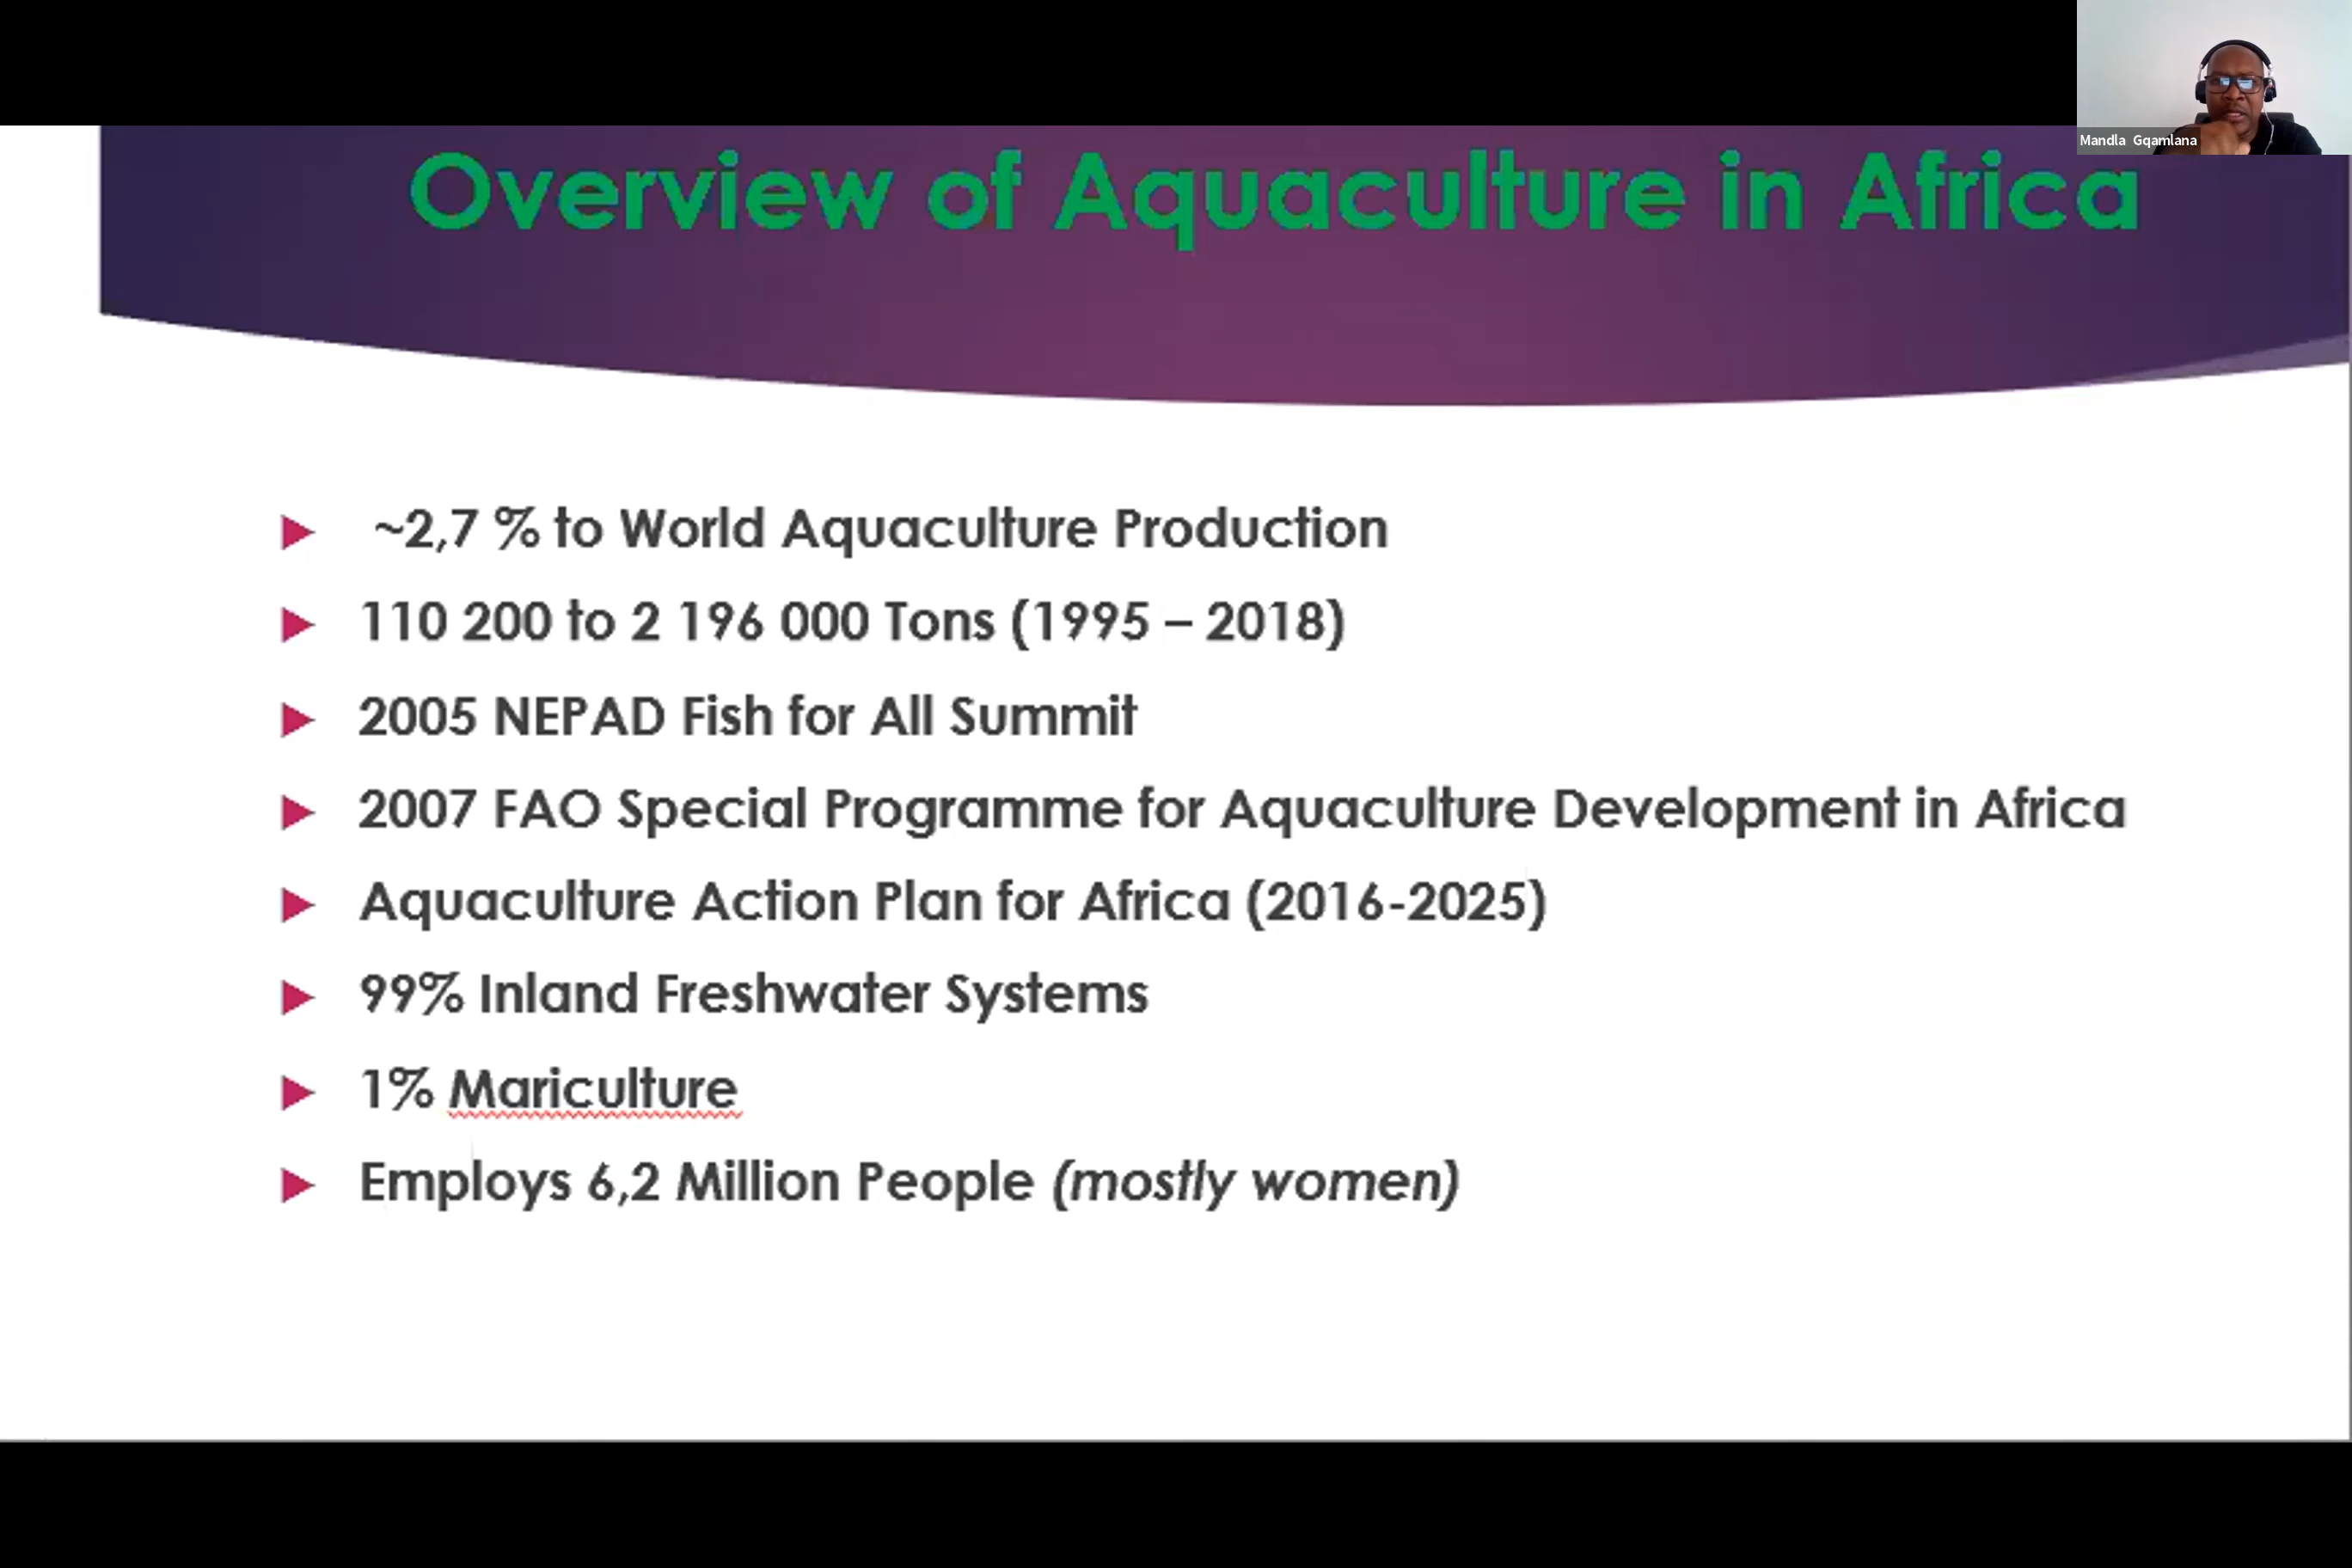 Mandla Gqamlana
Overview of Aquaculture in Africa
~2,7 % to World Aquaculture Production
110 200 to 2 196 000 Tons (1995 – 2018)
2005 NEPAD Fish for All Summit
2007 FAO Special Programme for Aquaculture Development in Africa
Aquaculture Action Plan for Africa (2016-2025)
99% Inland Freshwater Systems
1% Mariculture
Employs 6,2 Million People (mostly women)